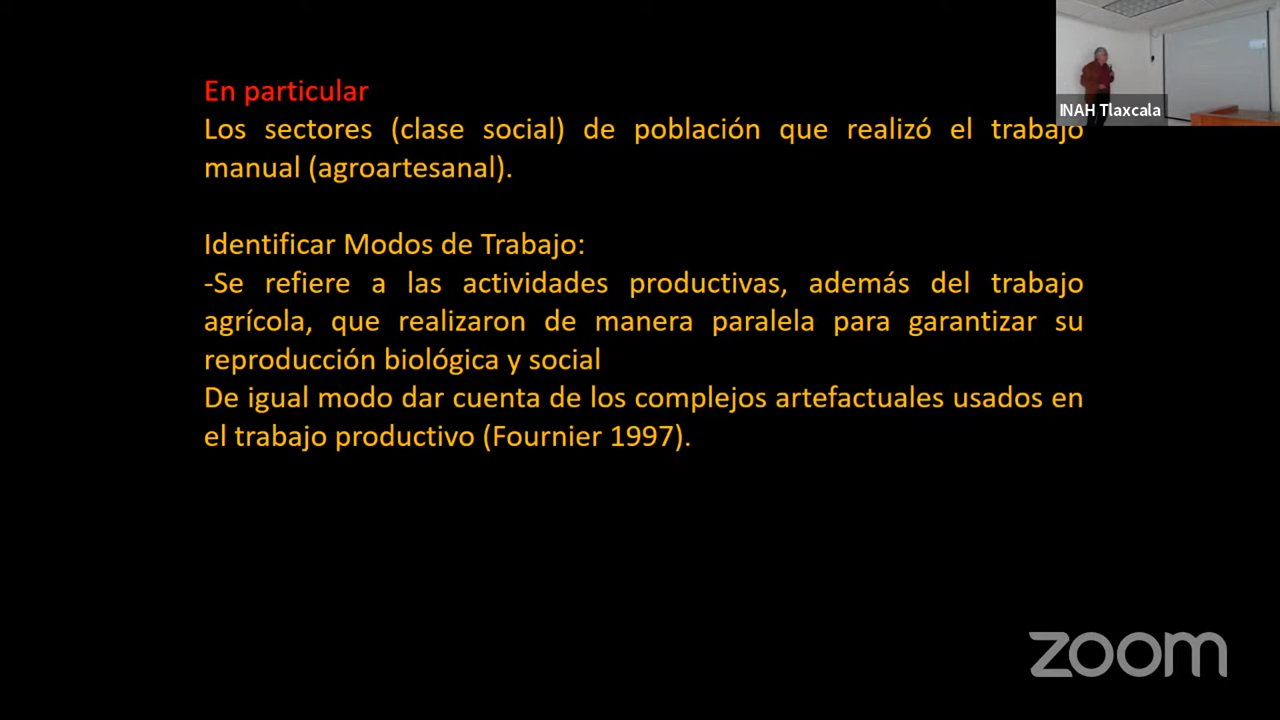 En particular
Los sectores (clase social) de población que realizó el trabajo
manual (agroartesanal).
Identificar Modos de Trabajo:
-Se refiere a las actividades productivas, además del trabajo
agrícola, que realizaron de manera paralela para garantizar su
reproducción biológica y social
De igual modo dar cuenta de los complejos artefactuales usados en
el trabajo productivo (Fournier 1997).
INAH Tlaxcala
zoom